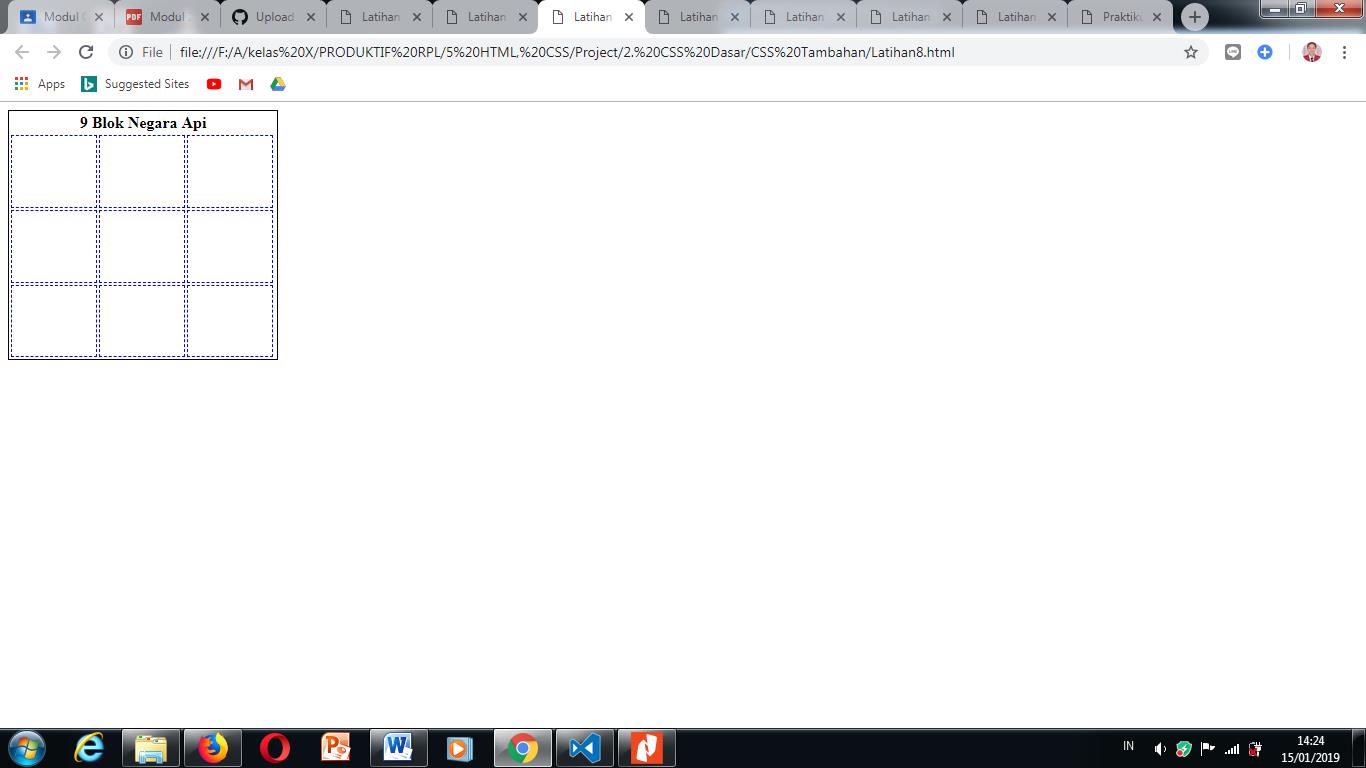 Modul Latihan Upload Latihan Latihan Latihan Latihan Latihan Latihan Latihan Praktiku
File file:///F:/A/kelas%20X/PRODUKTIF%20RPL/5%20HTML,%20CSS/Project/2.%20CSS%20Dasar/CSS%20Tambahan/Latihan8.html
Apps Suggested Sites
9 Blok Negara Api
IN 14:24
15/01/2019